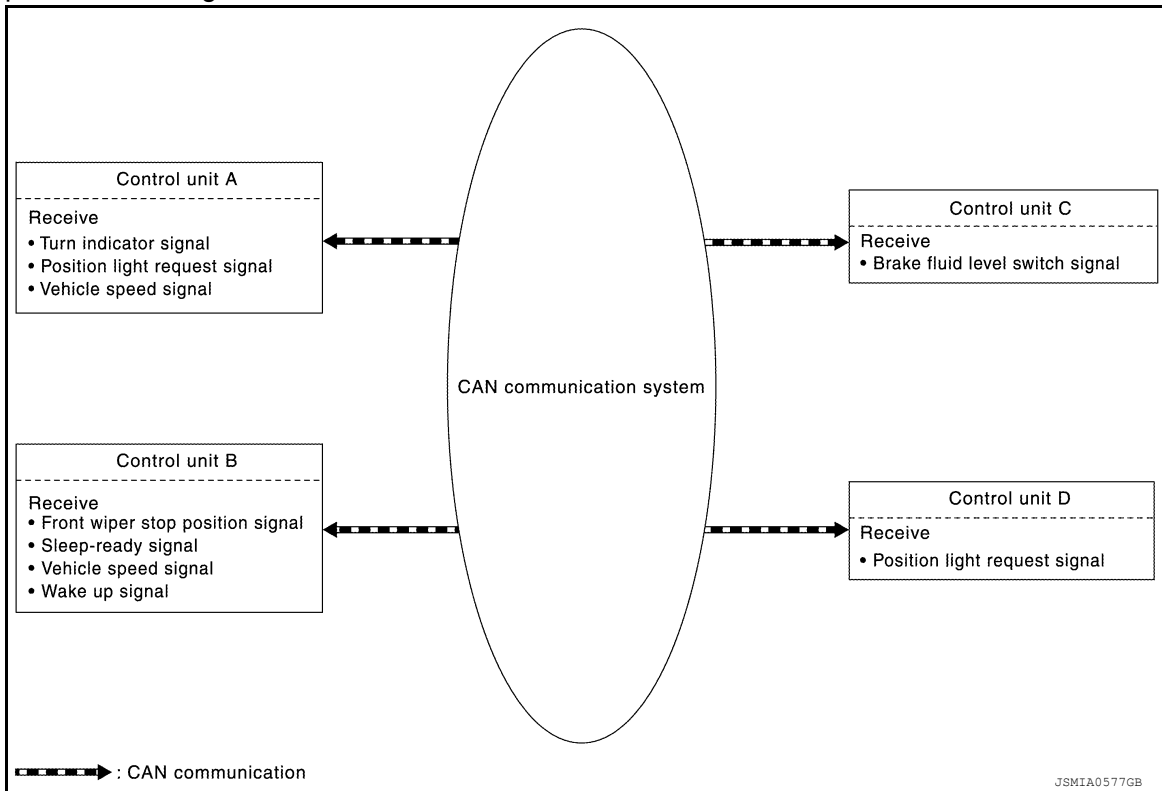 Control unit A
Receive
• Turn indicator signal
• Position light request signal
• Vehicle speed signal
Control unit C
Receive
• Brake fluid level switch signal
CAN communication system
Control unit B
Receive
• Front wiper stop position signal
• Sleep-ready signal
• Vehicle speed signal
• Wake up signal
Control unit D
Receive
• Position light request signal
: CAN communication
JSMIA0577GB